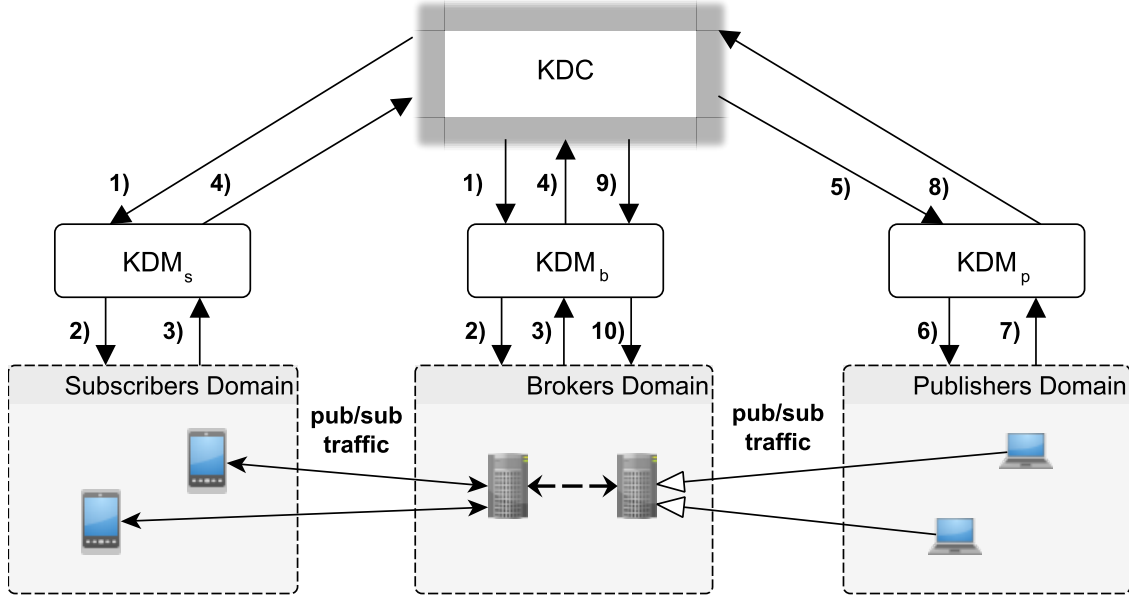 KDC
1)
4)
1)
4)
9)
5)
8)
KDMs
KDMb
KDMp
2)
3)
2)
3)
10)
6)
7)
Subscribers Domain
Brokers Domain
Publishers Domain
pub/sub
traffic
pub/sub
traffic